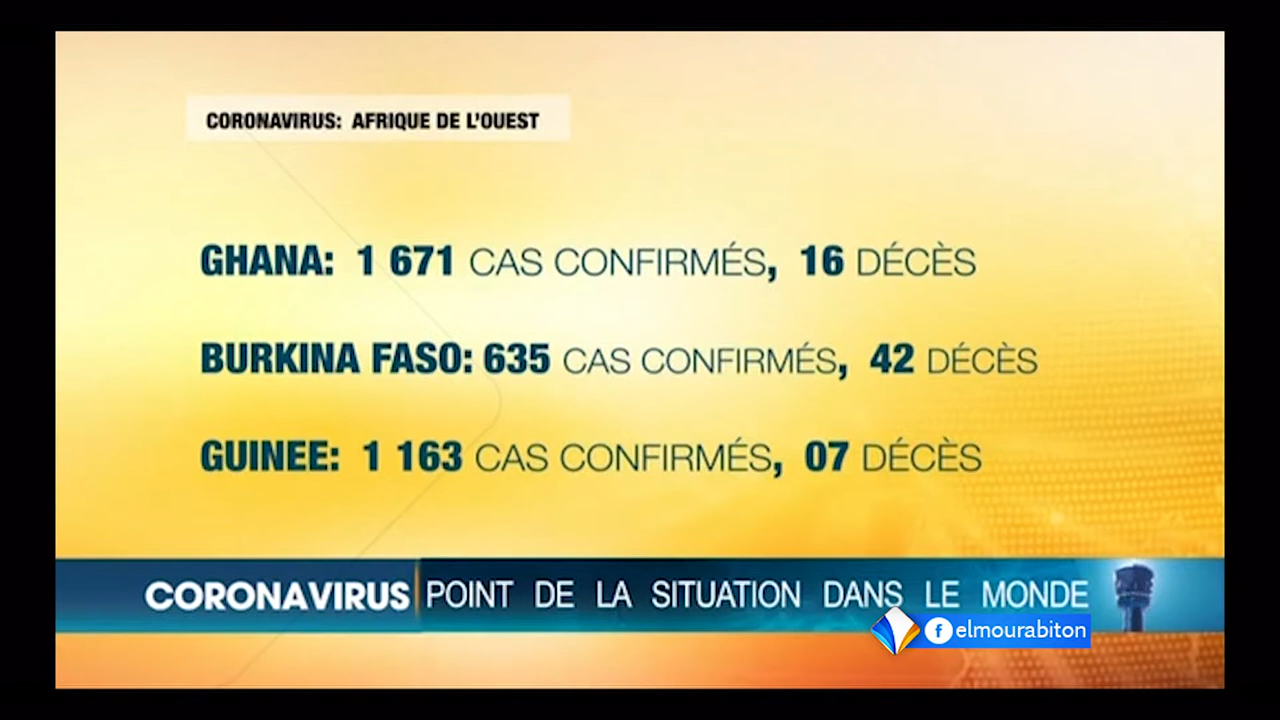 CORONAVIRUS: AFRIQUE DE L'OUEST
GHANA: 1 671 CAS CONFIRMÉS, 16 DÉCÈS
BURKINA FASO: 635 CAS CONFIRMÉS, 42 DÉCÈS
GUINEE: 1 163 CAS CONFIRMÉS, 07 DÉCÈS
CORONAVIRUS POINT DE LA SITUATION DANS LE MONDE
f elmourabiton